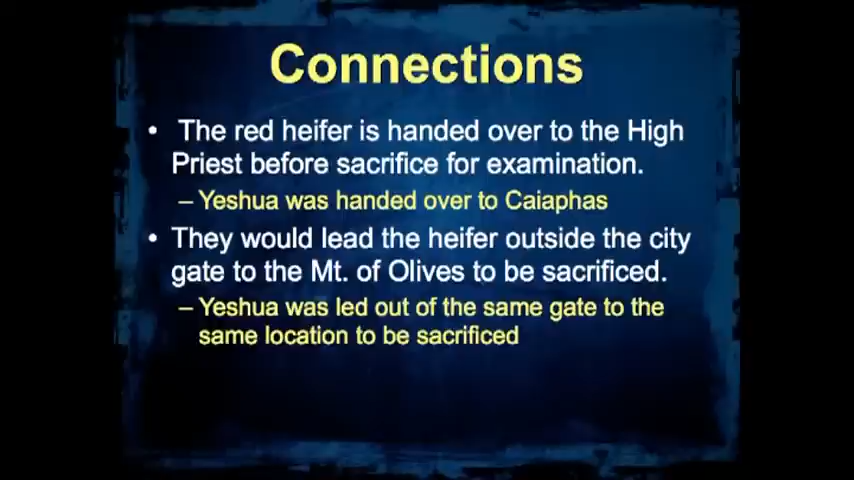 Connections
• The red heifer is handed over to the High
Priest before sacrifice for examination.
– Yeshua was handed over to Caiaphas
• They would lead the heifer outside the city
gate to the Mt. of Olives to be sacrificed.
– Yeshua was led out of the same gate to the
same location to be sacrificed